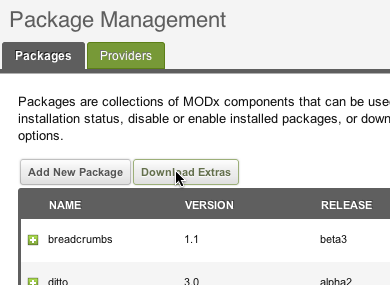 Package Management
Packages Providers
Packages are collections of MODx components that can be
installation status, disable or enable installed packages, or
options.
Add New Package Download Extras
NAME VERSION RELEASE
breadcrumbs 1.1 beta3
ditto 3.0 alpha2